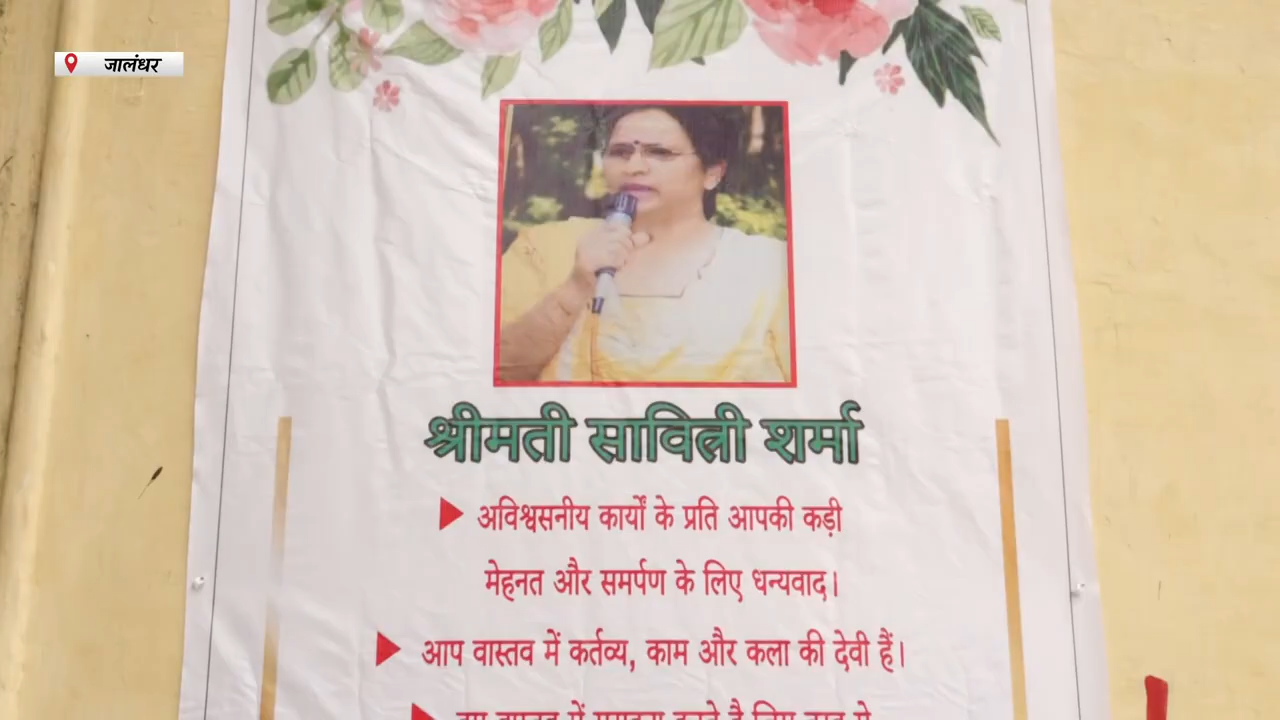 जालंधर
श्रीमती सावित्री शर्मा
अविश्वसनीय कार्यों के प्रति आपकी कड़ी
मेहनत और समर्पण के लिए धन्यवाद।
आप वास्तव में कर्तव्य, काम और कला की देवी हैं।